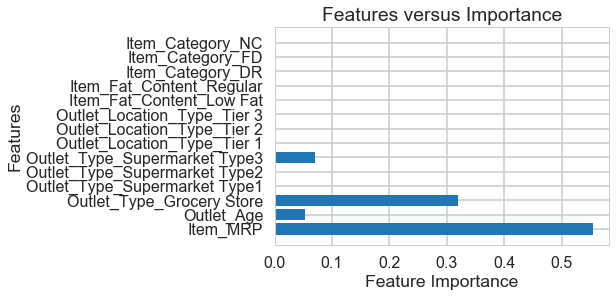 Features versus Importance
Features
Item_Category_NC
Item_Category_FD
Item_Category_DR
Item_Fat_Content_Regular
Item_Fat_Content_Low Fat
Outlet_Location_Type_Tier 3
Outlet_Location_Type_Tier 2
Outlet_Location_Type_Tier 1
Outlet_Type_Supermarket Type3
Outlet_Type_Supermarket Type2
Outlet_Type_Supermarket Type1
Outlet_Type_Grocery Store
Outlet_Age
Item_MRP
0.0 0.1 0.2 0.3 0.4 0.5
Feature Importance